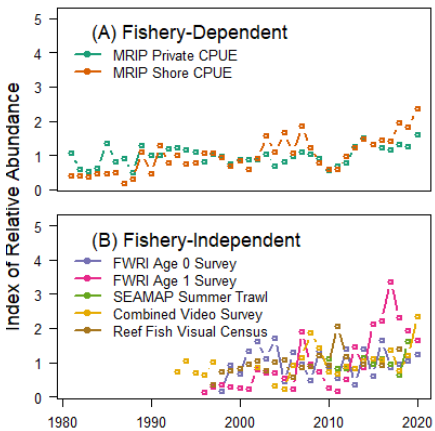 (A) Fishery-Dependent
MRIP Private CPUE
MRIP Shore CPUE
5
4
3
2
1
0
Index of Relative Abundance
(B) Fishery-Independent
FWRI Age 0 Survey
FWRI Age 1 Survey
SEAMAP Summer Trawl
Combined Video Survey
Reef Fish Visual Census
5
4
3
2
1
0
1980 1990 2000 2010 2020